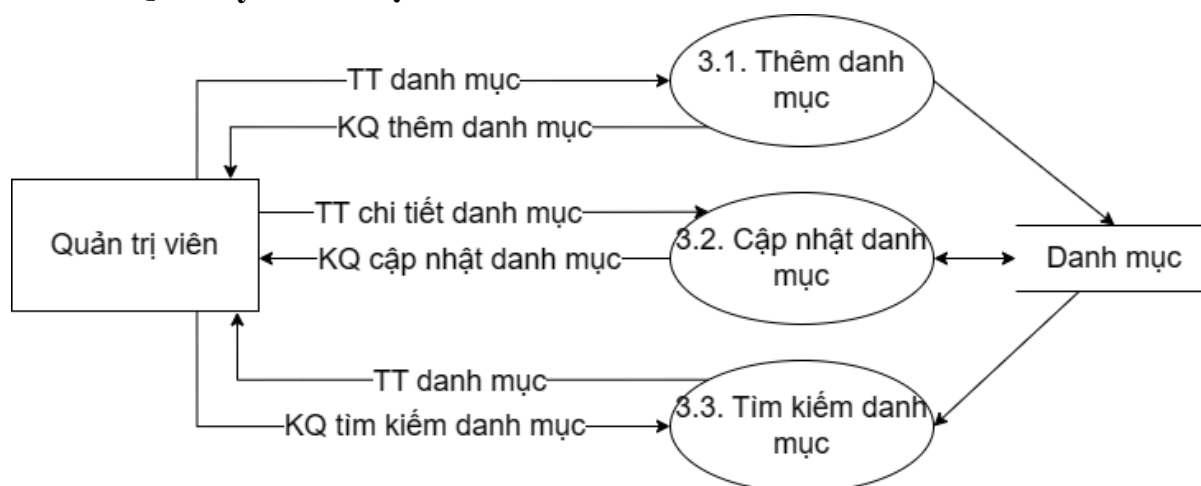 TT danh mục
3.1. Thêm danh
mục
KQ thêm danh mục
Quản trị viên
TT chi tiết danh mục
KQ cập nhật danh mục
3.2. Cập nhật danh
mục
Danh mục
TT danh mục
KQ tìm kiếm danh mục
3.3. Tìm kiếm danh
mục